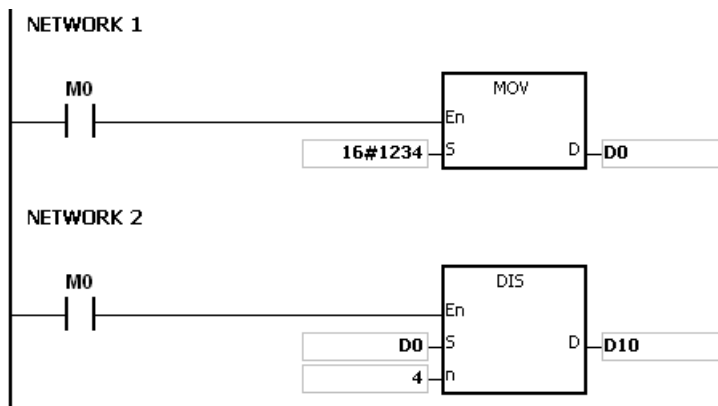 NETWORK 1
M0
MOV
En
16#1234 S D D0
NETWORK 2
M0
DIS
En
D0 S D D10
4 n